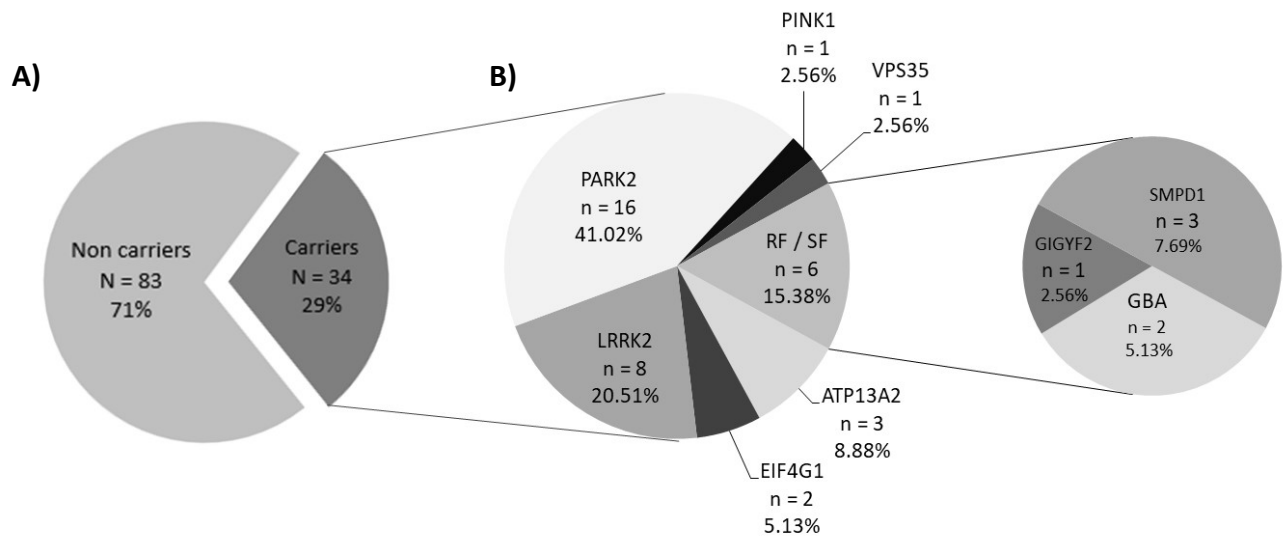 A)
Non carriers
N = 83
71%
Carriers
N = 34
29%
B)
PINK1
n = 1
2.56%
VPS35
n = 1
2.56%
PARK2
n = 16
41.02%
RF / SF
n = 6
15.38%
LRRK2
n = 8
20.51%
ATP13A2
n = 3
8.88%
EIF4G1
n = 2
5.13%
SMPD1
n = 3
7.69%
GIGYF2
n = 1
2.56%
GBA
n = 2
5.13%